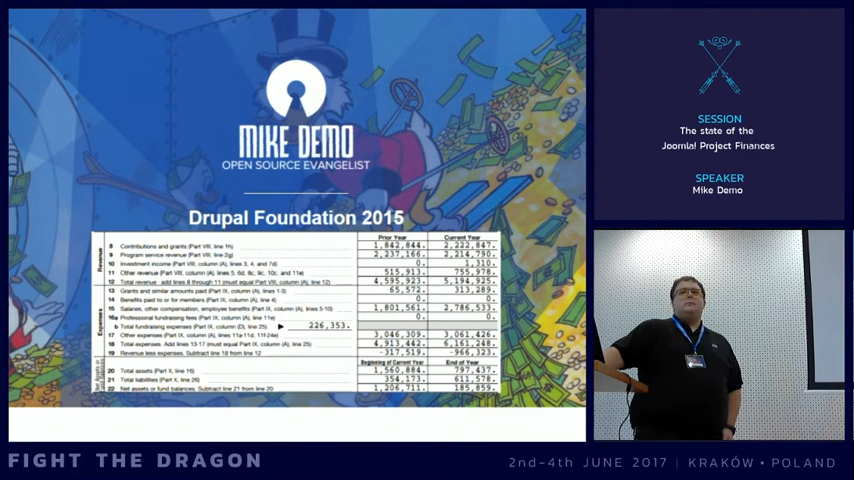 MIKE DEMO
OPEN SOURCE EVANGELIST
Drupal Foundation 2015
Prior Year Current Year
Revenue
8 Contributions and grants (Part VIII, line 1h) 1,842,844. 2,222,847.
9 Program service revenue (Part VIII, line 2g) 2,237,166. 2,214,790.
10 Investment income (Part VIII, column (A), lines 3, 4, and 7d) 0. 1,310.
11 Other revenue (Part VIII, column (A), lines 5, 6d, 8c, 9c, 10c, and 11e) 515,913. 755,978.
12 Total revenue - add lines 8 through 11 (must equal Part VIII, column (A), line 12) 4,595,923. 5,194,925.
Expenses
13 Grants and similar amounts paid (Part IX, column (A), lines 1-3) 65,572. 313,289.
14 Benefits paid to or for members (Part IX, column (A), line 4) 0. 0.
15 Salaries, other compensation, employee benefits (Part IX, column (A), lines 5-10) 1,801,561. 2,786,533.
16a Professional fundraising fees (Part IX, column (A), line 11e) 0. 0.
b Total fundraising expenses (Part IX, column (D), line 25) 226,353.
17 Other expenses (Part IX, column (A), lines 11a-11d, 11f-24e) 3,046,309. 3,061,426.
18 Total expenses. Add lines 13-17 (must equal Part IX, column (A), line 25) 4,913,442. 6,161,248.
19 Revenue less expenses. Subtract line 18 from line 12 -317,519. -966,323.
Beginning of Current Year End of Year
20 Total assets (Part X, line 16) 1,560,884. 797,437.
21 Total liabilities (Part X, line 26) 354,173. 611,578.
22 Net assets or fund balances. Subtract line 21 from line 20 1,206,711. 185,859.
SESSION
The state of the
Joomla! Project Finances
SPEAKER
Mike Demo
FIGHT THE DRAGON
2nd-4th JUNE 2017 | KRAKÓW • POLAND